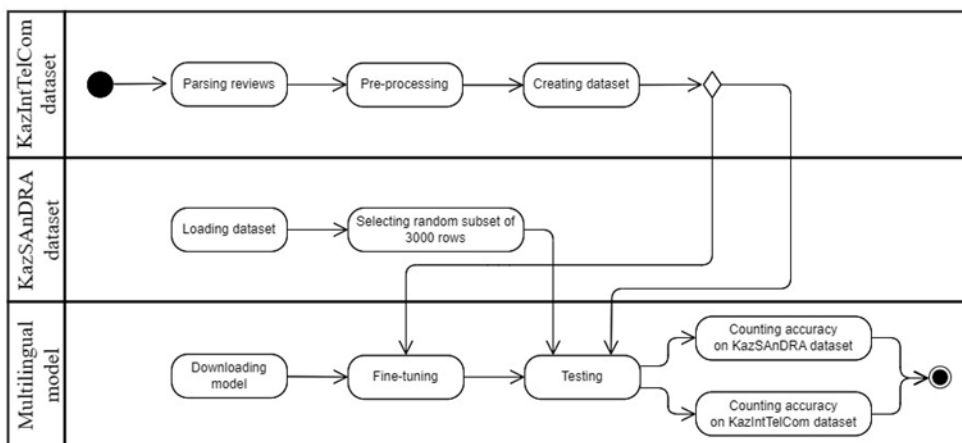 KazIntTelCom
dataset
Parsing reviews
Pre-processing
Creating dataset
KazSAnDRA
dataset
Loading dataset
Selecting random subset of
3000 rows
Multilingual
model
Downloading
model
Fine-tuning
Testing
Counting accuracy
on KazSAnDRA dataset
Counting accuracy
on KazIntTelCom dataset